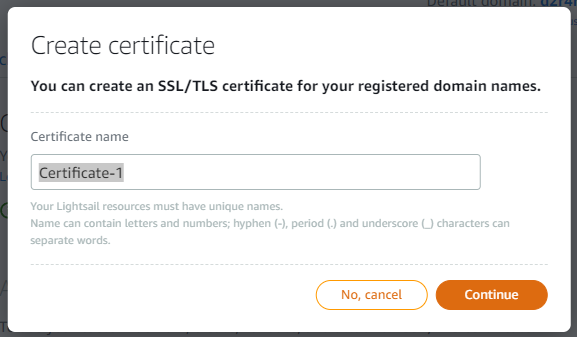 Default domain:
Create certificate
You can create an SSL/TLS certificate for your registered domain names.
Certificate name
Certificate-1
Your Lightsail resources must have unique names.
Name can contain letters and numbers; hyphen (-), period (.) and underscore (_) characters can
separate words.
No, cancel
Continue